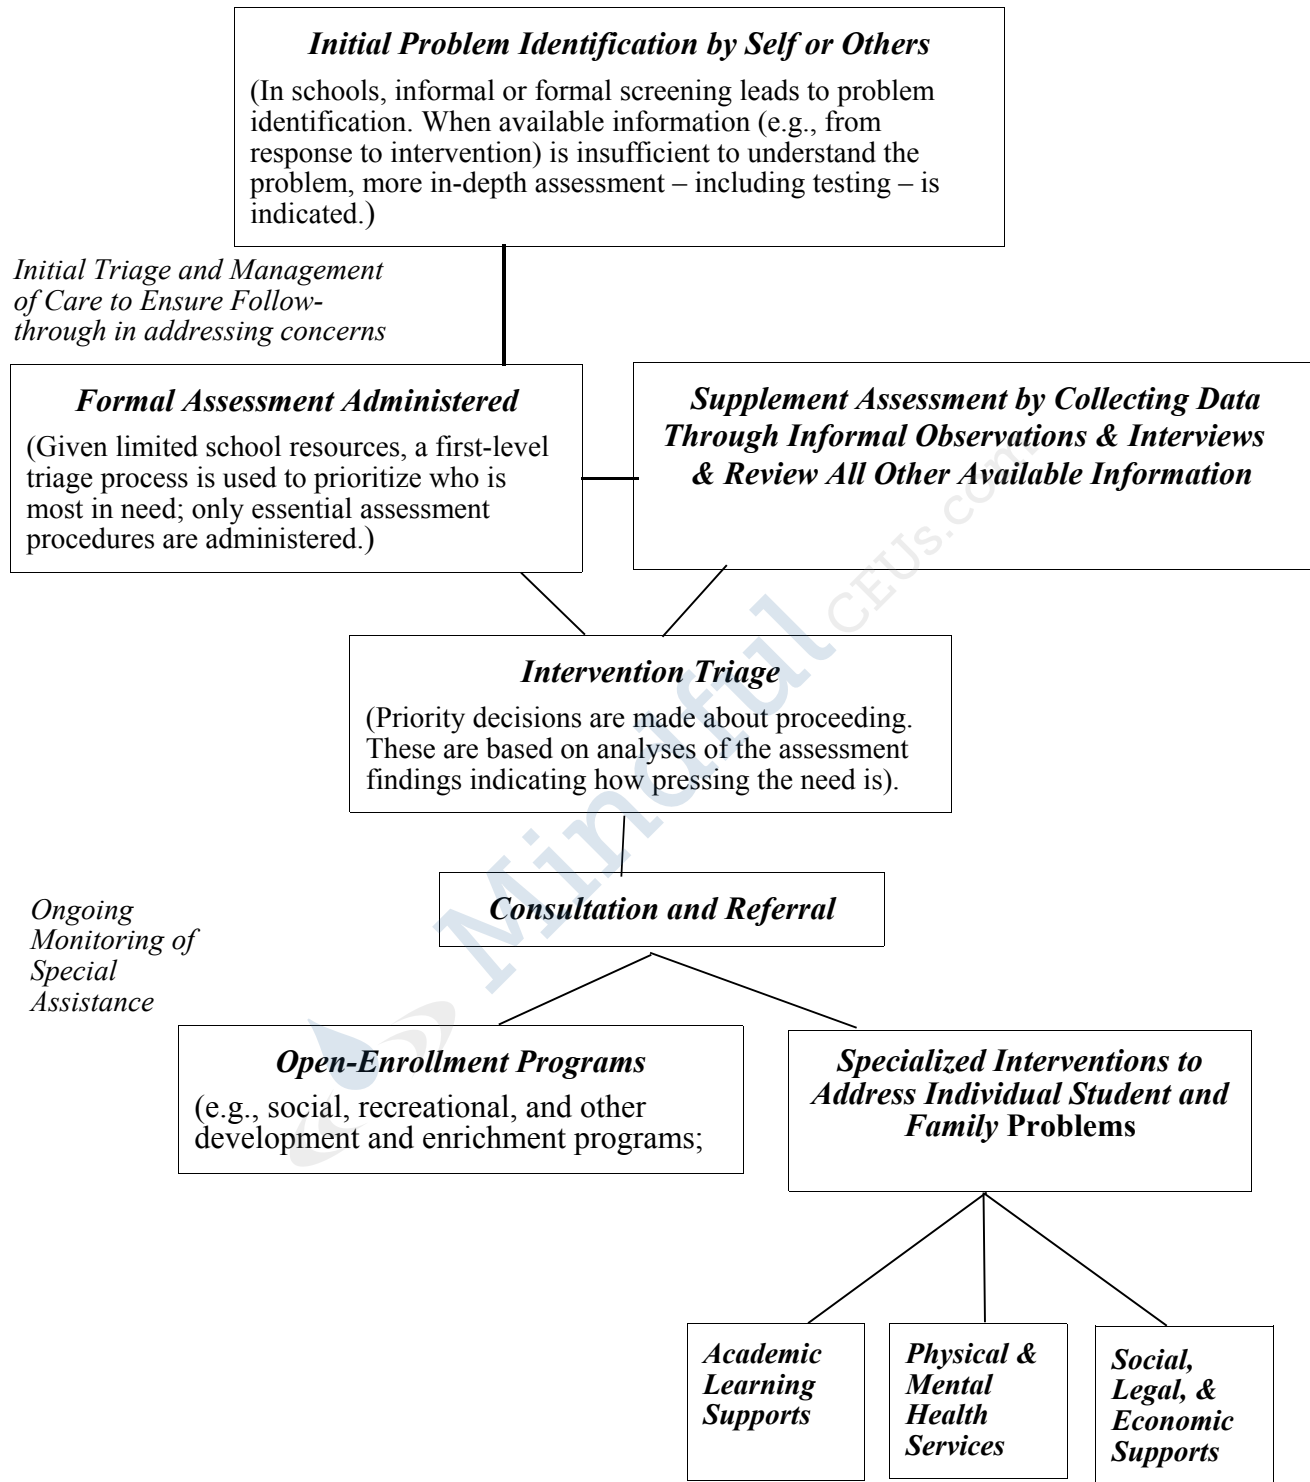 Initial Problem Identification by Self or Others
(In schools, informal or formal screening leads to problem
identification. When available information (e.g., from
response to intervention) is insufficient to understand the
problem, more in-depth assessment – including testing – is
indicated.)
Initial Triage and Management
of Care to Ensure Follow-
through in addressing concerns
Formal Assessment Administered
(Given limited school resources, a first-level
triage process is used to prioritize who is
most in need; only essential assessment
procedures are administered.)
Supplement Assessment by Collecting Data
Through Informal Observations & Interviews
& Review All Other Available Information
Intervention Triage
(Priority decisions are made about proceeding.
These are based on analyses of the assessment
findings indicating how pressing the need is).
Consultation and Referral
Ongoing
Monitoring of
Special
Assistance
Open-Enrollment Programs
(e.g., social, recreational, and other
development and enrichment programs;
Specialized Interventions to
Address Individual Student and
Family Problems
Academic
Learning
Supports
Physical &
Mental
Health
Services
Social,
Legal, &
Economic
Supports
Mindful CEUs.com